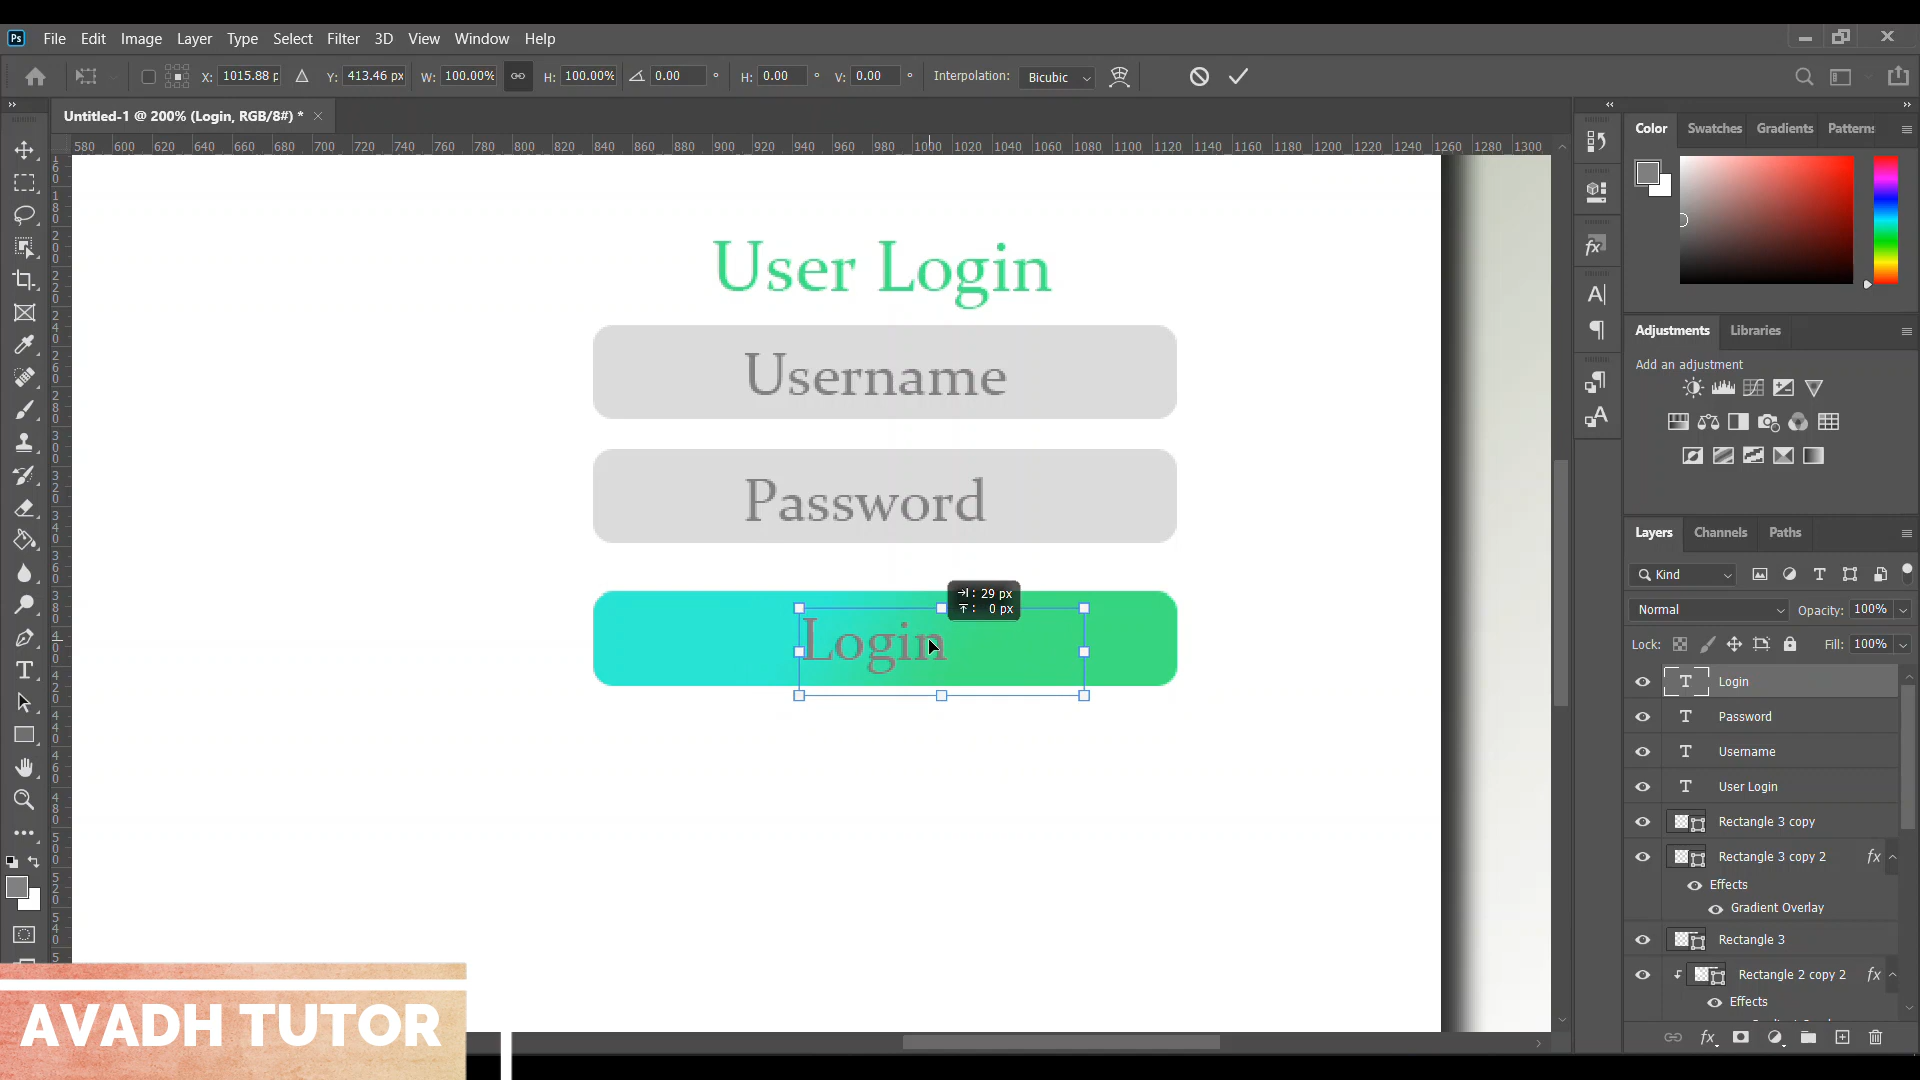 Ps File Edit Image Layer Type Select Filter 3D View Window Help
X: 1015.88 p Y: 413.46 px W: 100.00% H: 100.00% 0.00 ° H: 0.00 ° V: 0.00 ° Interpolation: Bicubic
Untitled-1 @ 200% (Login, RGB/8#) * ×
580 600 620 640 660 680 700 720 740 760 780 800 820 840 860 880 900 920 940 960 980 1000 1020 1040 1060 1080 1100 1120 1140 1160 1180 1200 1220 1240 1260 1280 1300
Color Swatches Gradients Patterns
User Login
Username
Password
Login
29 px
0 px
Adjustments Libraries
Add an adjustment
Layers Channels Paths
Kind
Normal Opacity: 100%
Lock: Fill: 100%
Login
Password
Username
User Login
Rectangle 3 copy
Rectangle 3 copy 2 fx
Effects
Gradient Overlay
Rectangle 3
Rectangle 2 copy 2 fx
Effects
AVADH TUTOR